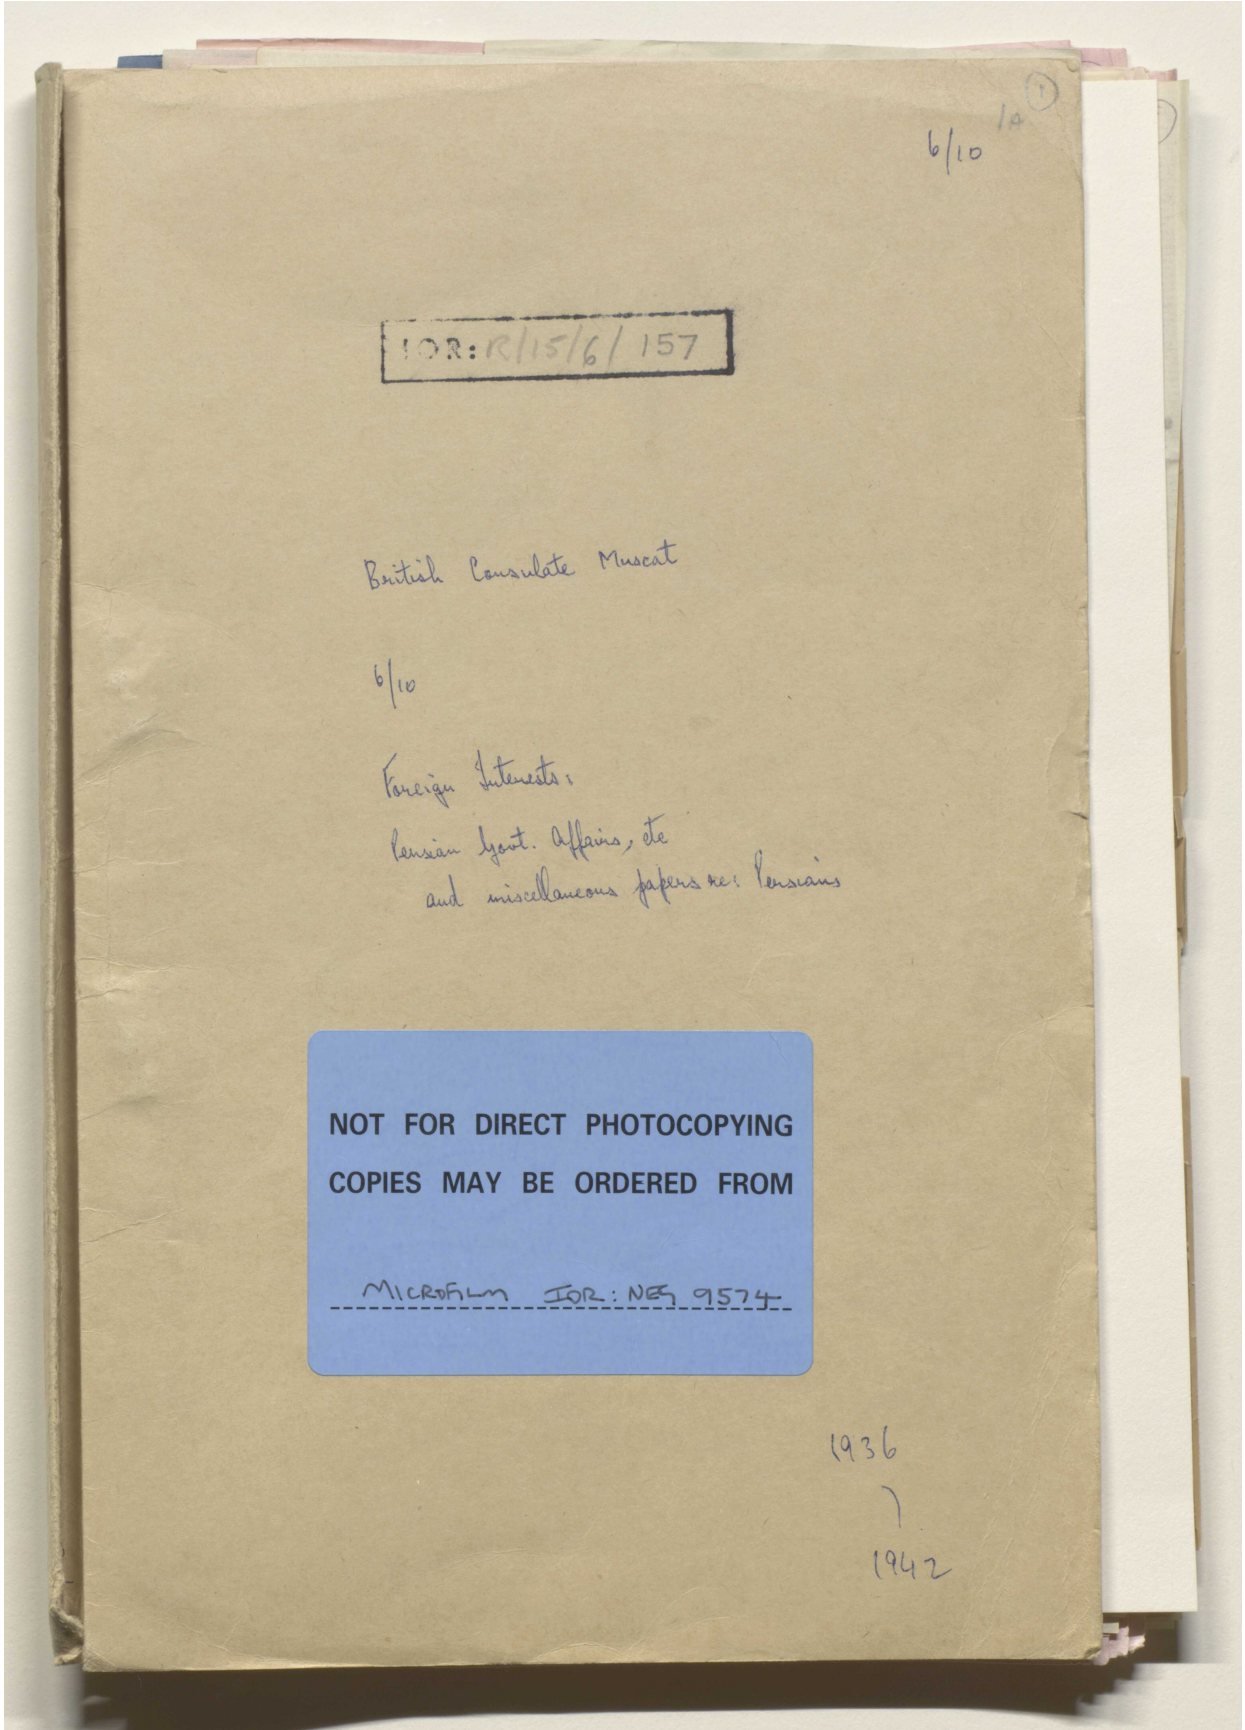 1
1A
6/10
IOR: R/15/6/157
British Consulate Muscat
6/10
Foreign Interests:
Persian Govt. Affairs, etc
and miscellaneous papers re: Persians
NOT FOR DIRECT PHOTOCOPYING
COPIES MAY BE ORDERED FROM
MICROFILM IOR: NEG 9574
1936
1942